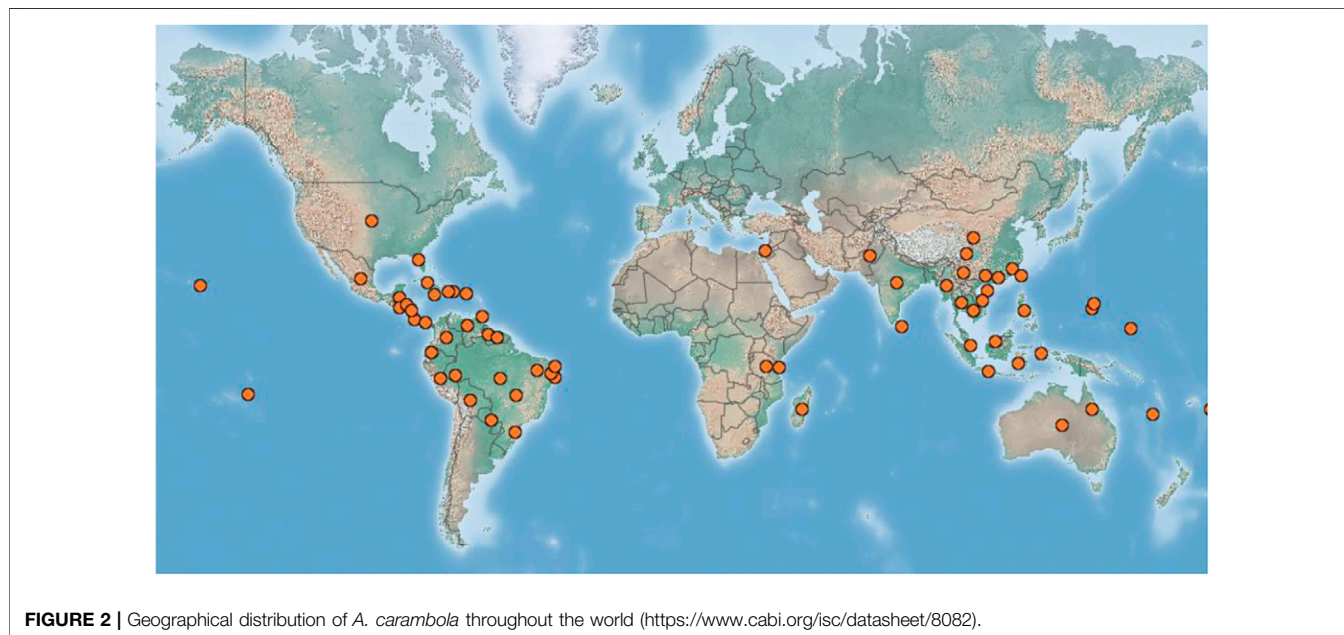 FIGURE 2 | Geographical distribution of A. carambola throughout the world (https://www.cabi.org/isc/datasheet/8082).